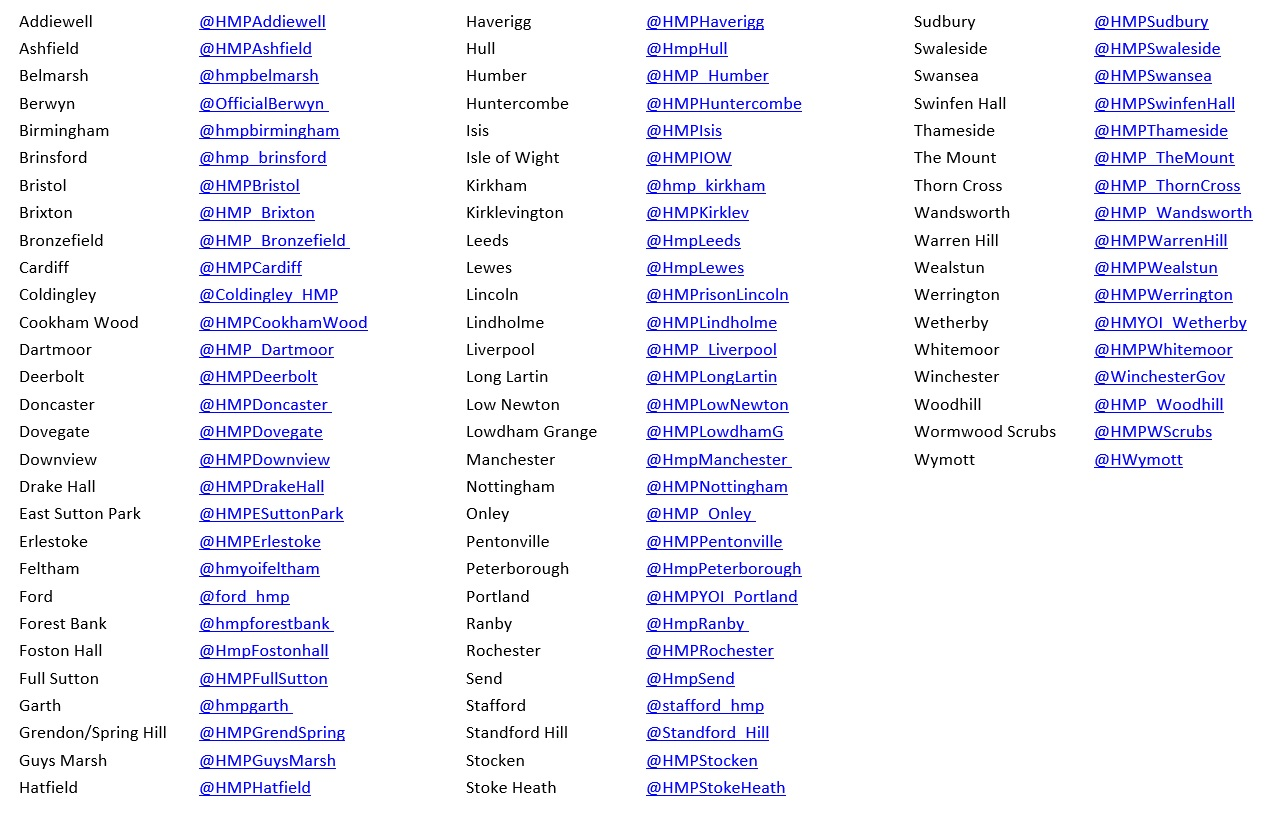 Addiewell @HMPAddiewell
Ashfield @HMPAshfield
Belmarsh @hmpbelmarsh
Berwyn @OfficialBerwyn
Birmingham @hmpbirmingham
Brinsford @hmp_brinsford
Bristol @HMPBristol
Brixton @HMP_Brixton
Bronzefield @HMP_Bronzefield
Cardiff @HMPCardiff
Coldingley @Coldingley_HMP
Cookham Wood @HMPCookhamWood
Dartmoor @HMP_Dartmoor
Deerbolt @HMPDeerbolt
Doncaster @HMPDoncaster
Dovegate @HMPDovegate
Downview @HMPDownview
Drake Hall @HMPDrakeHall
East Sutton Park @HMPESuttonPark
Erlestoke @HMPErlestoke
Feltham @hmyoifeltham
Ford @ford_hmp
Forest Bank @hmpforestbank
Foston Hall @HmpFostonhall
Full Sutton @HMPFullSutton
Garth @hmpgarth
Grendon/Spring Hill @HMPGrendSpring
Guys Marsh @HMPGuysMarsh
Hatfield @HMPHatfield
Haverigg @HMPHaverigg
Hull @HmpHull
Humber @HMP_Humber
Huntercombe @HMPHuntercombe
Isis @HMPIsis
Isle of Wight @HMPIOW
Kirkham @hmp_kirkham
Kirklevington @HMPKirklev
Leeds @HmpLeeds
Lewes @HmpLewes
Lincoln @HMPrisonLincoln
Lindholme @HMPLindholme
Liverpool @HMP_Liverpool
Long Lartin @HMPLongLartin
Low Newton @HMPLowNewton
Lowdham Grange @HMPLowdhamG
Manchester @HmpManchester
Nottingham @HMPNottingham
Onley @HMP_Onley
Pentonville @HMPPentonville
Peterborough @HmpPeterborough
Portland @HMPYOI_Portland
Ranby @HmpRanby
Rochester @HMPRochester
Send @HmpSend
Stafford @stafford_hmp
Standford Hill @Standford_Hill
Stocken @HMPStocken
Stoke Heath @HMPStokeHeath
Sudbury @HMPSudbury
Swaleside @HMPSwaleside
Swansea @HMPSwansea
Swinfen Hall @HMPSwinfenHall
Thameside @HMPThameside
The Mount @HMP_TheMount
Thorn Cross @HMP_ThornCross
Wandsworth @HMP_Wandsworth
Warren Hill @HMPWarrenHill
Wealstun @HMPWealstun
Werrington @HMPWerrington
Wetherby @HMYOI_Wetherby
Whitemoor @HMPWhitemoor
Winchester @WinchesterGov
Woodhill @HMP_Woodhill
Wormwood Scrubs @HMPWScrubs
Wymott @HWymott